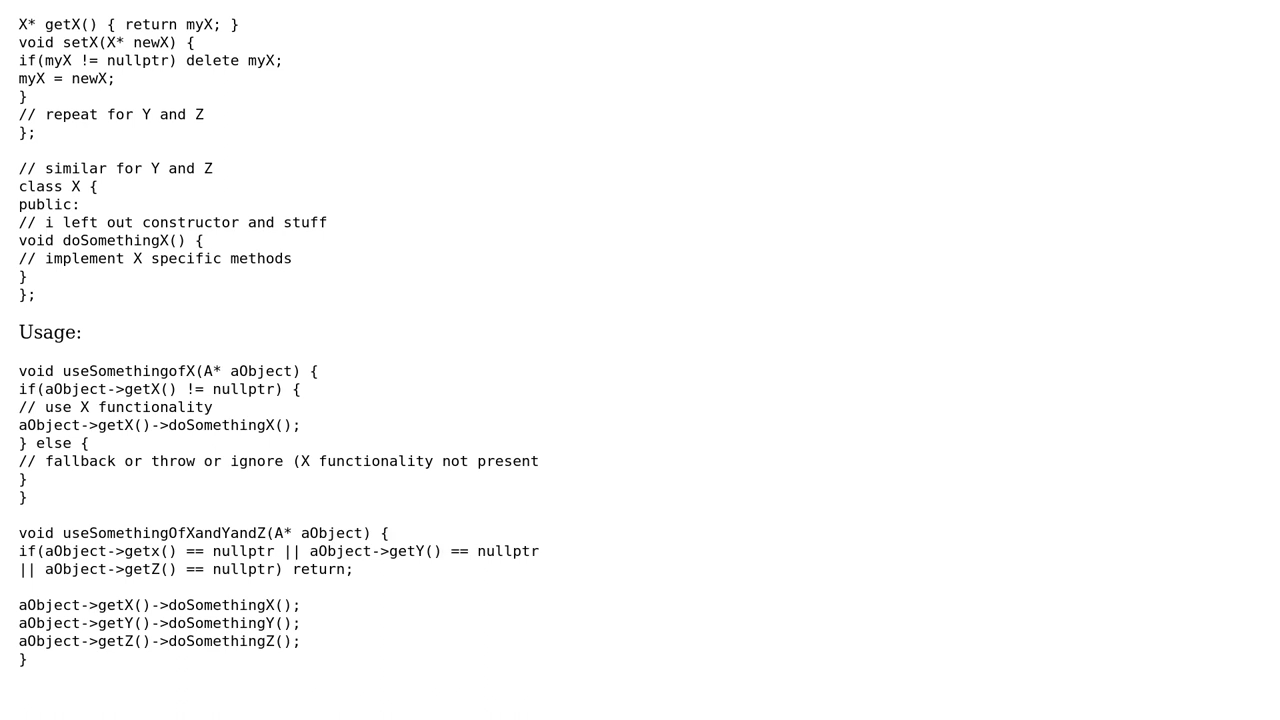 X* getX() { return myX; }
void setX(X* newX) {
if(myX != nullptr) delete myX;
myX = newX;
}
// repeat for Y and Z
};

// similar for Y and Z
class X {
public:
// i left out constructor and stuff
void doSomethingX() {
// implement X specific methods
}
};

Usage:

void useSomethingofX(A* aObject) {
if(aObject->getX() != nullptr) {
// use X functionality
aObject->getX()->doSomethingX();
} else {
// fallback or throw or ignore (X functionality not present
}
}

void useSomethingOfXandYandZ(A* aObject) {
if(aObject->getx() == nullptr || aObject->getY() == nullptr
|| aObject->getZ() == nullptr) return;

aObject->getX()->doSomethingX();
aObject->getY()->doSomethingY();
aObject->getZ()->doSomethingZ();
}